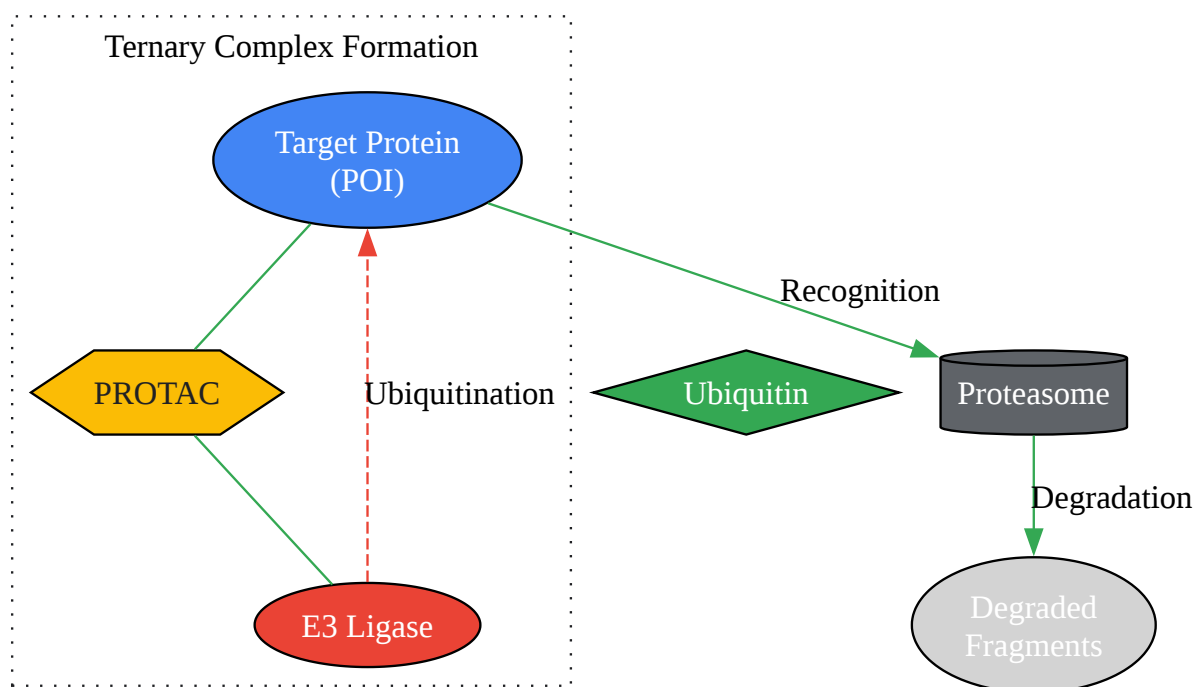 Ternary Complex Formation
Target Protein
(POI)
Recognition
PROTAC
Ubiquitination
Ubiquitin
Proteasome
Degradation
E3 Ligase
Degraded
Fragments